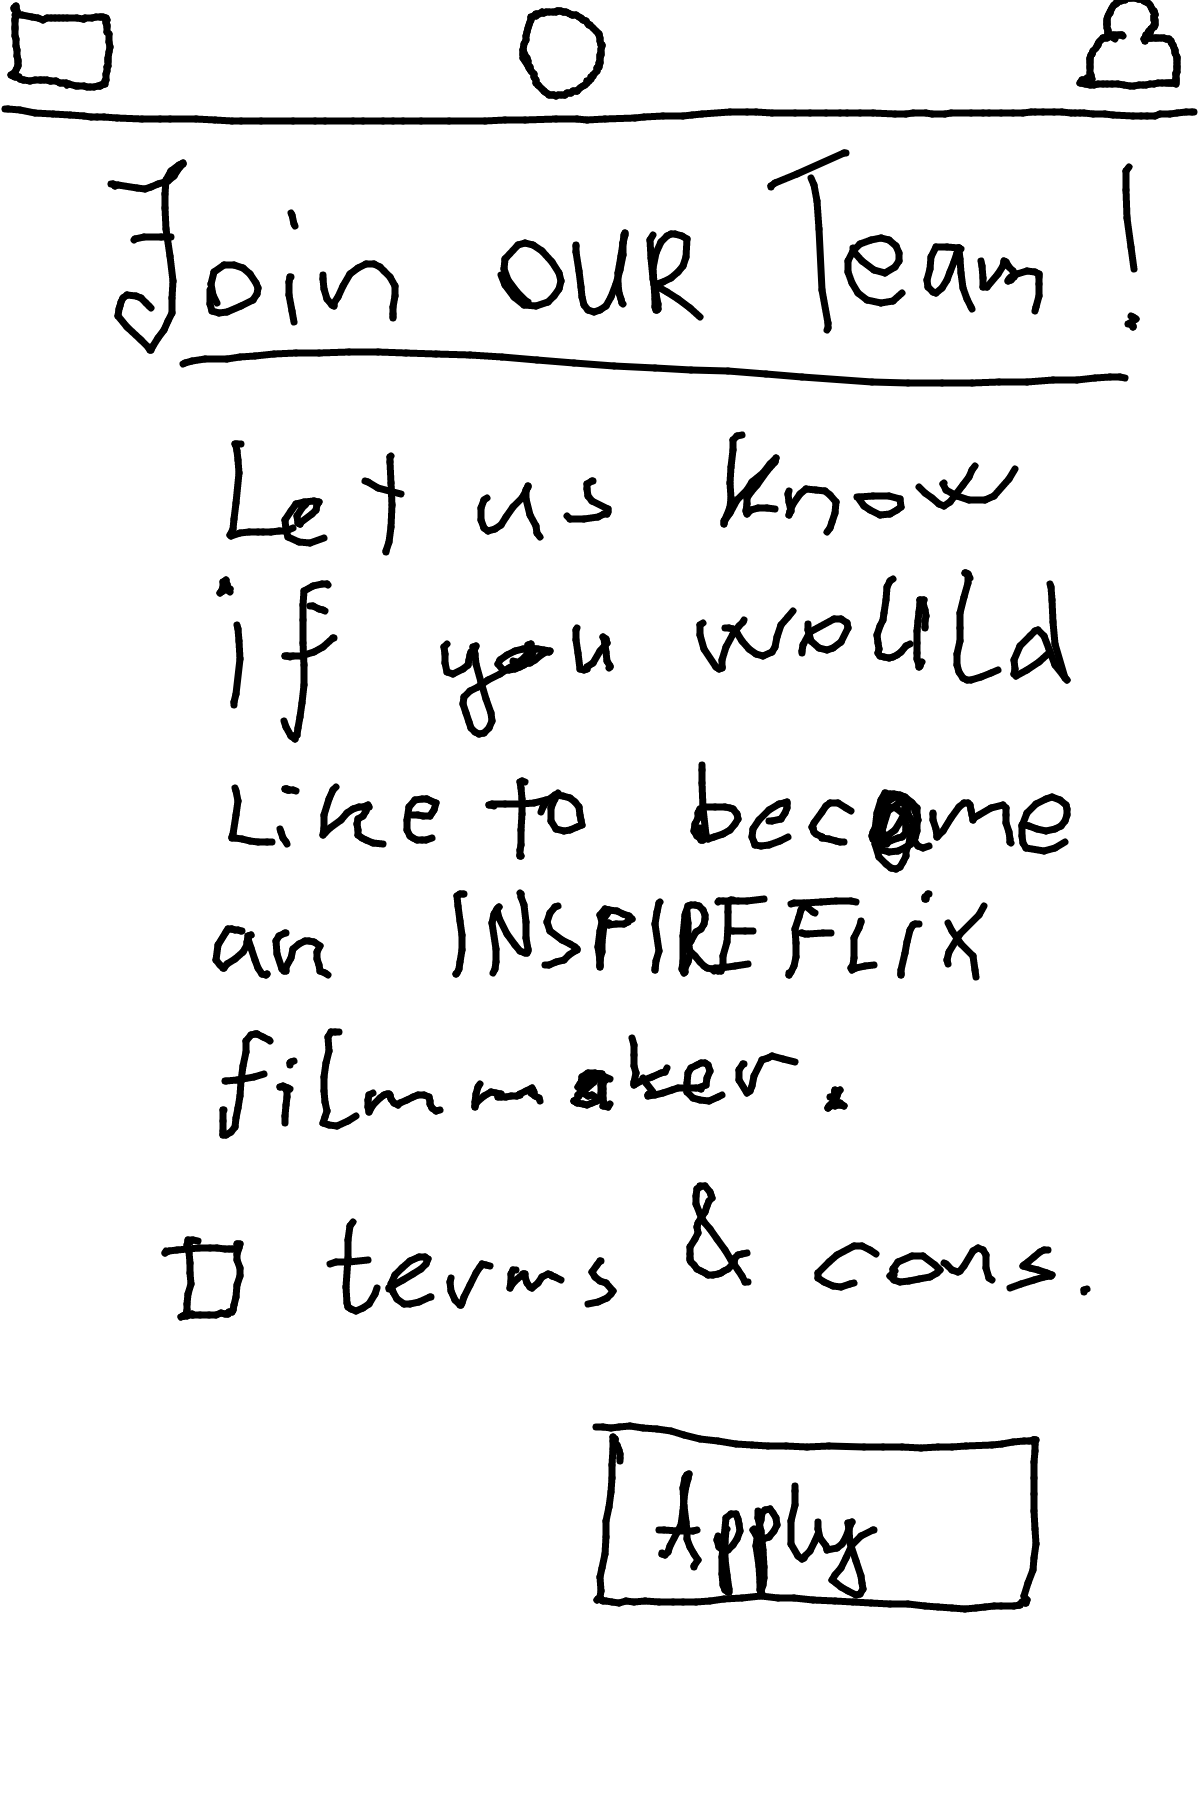 Join OUR Team!
Let us know
if you would
Like to become
an INSPIREFLiX
filmmaker.
terms & cons.
Apply